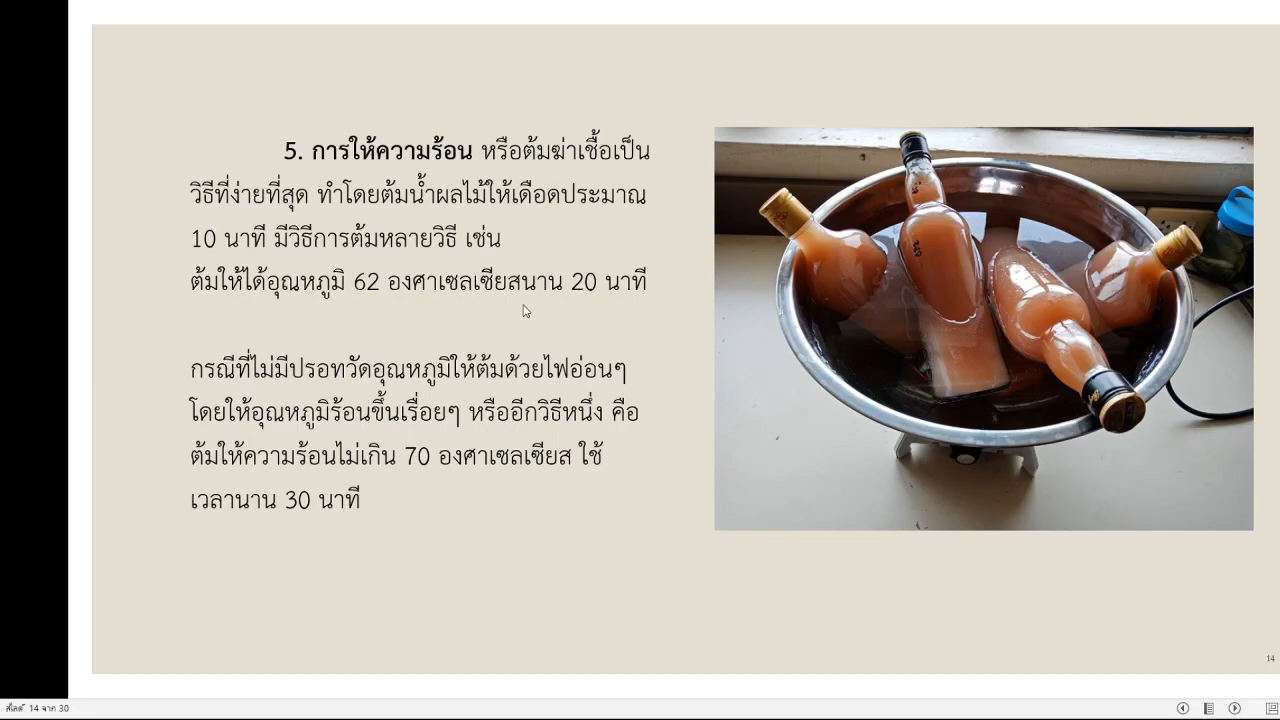 5. การให้ความร้อน หรือต้มฆ่าเชื้อเป็น
วิธีที่ง่ายที่สุด ทำโดยต้มน้ำผลไม้ให้เดือดประมาณ
10 นาที มีวิธีการต้มหลายวิธี เช่น
ต้มให้ได้อุณหภูมิ 62 องศาเซลเซียสนาน 20 นาที
กรณีที่ไม่มีปรอทวัดอุณหภูมิให้ต้มด้วยไฟอ่อนๆ
โดยให้อุณหภูมิร้อนขึ้นเรื่อยๆ หรืออีกวิธีหนึ่ง คือ
ต้มให้ความร้อนไม่เกิน 70 องศาเซลเซียส ใช้
เวลานาน 30 นาที
14
สไลด์ 14 จาก 30